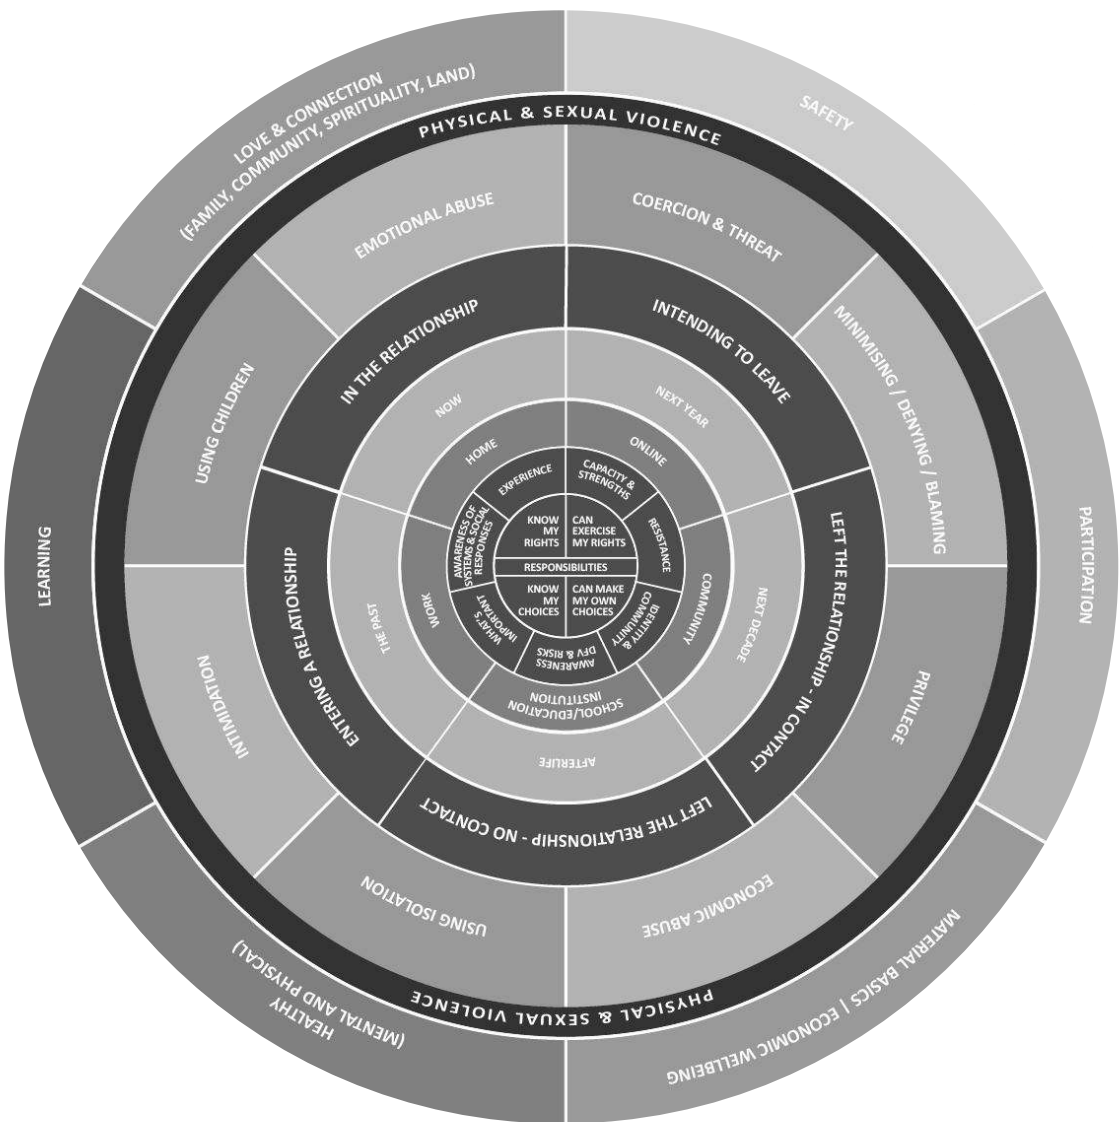 LOVE & CONNECTION
(FAMILY, COMMUNITY, SPIRITUALITY, LAND)
SAFETY
PARTICIPATION
MATERIAL BASICS | ECONOMIC WELLBEING
HEALTHY
(MENTAL AND PHYSICAL)
LEARNING
PHYSICAL & SEXUAL VIOLENCE
PHYSICAL & SEXUAL VIOLENCE
EMOTIONAL ABUSE
COERCION & THREAT
MINIMISING / DENYING / BLAMING
PRIVILEGE
ECONOMIC ABUSE
USING ISOLATION
INTIMIDATION
USING CHILDREN
IN THE RELATIONSHIP
INTENDING TO LEAVE
LEFT THE RELATIONSHIP - IN CONTACT
LEFT THE RELATIONSHIP - NO CONTACT
ENTERING A RELATIONSHIP
NOW
NEXT YEAR
NEXT DECADE
AFTERLIFE
THE PAST
HOME
ONLINE
COMMUNITY
SCHOOL/EDUCATION
INSTITUTION
WORK
EXPERIENCE
CAPACITY &
STRENGTHS
RESISTANCE
IDENTITY &
COMMUNITY
AWARENESS
DFV & RISKS
WHAT'S
IMPORTANT
AWARENESS OF
SYSTEMS & SOCIAL
RESPONSES
KNOW
MY
RIGHTS
CAN
EXERCISE
MY RIGHTS
RESPONSIBILITIES
KNOW
MY
CHOICES
CAN MAKE
MY OWN
CHOICES